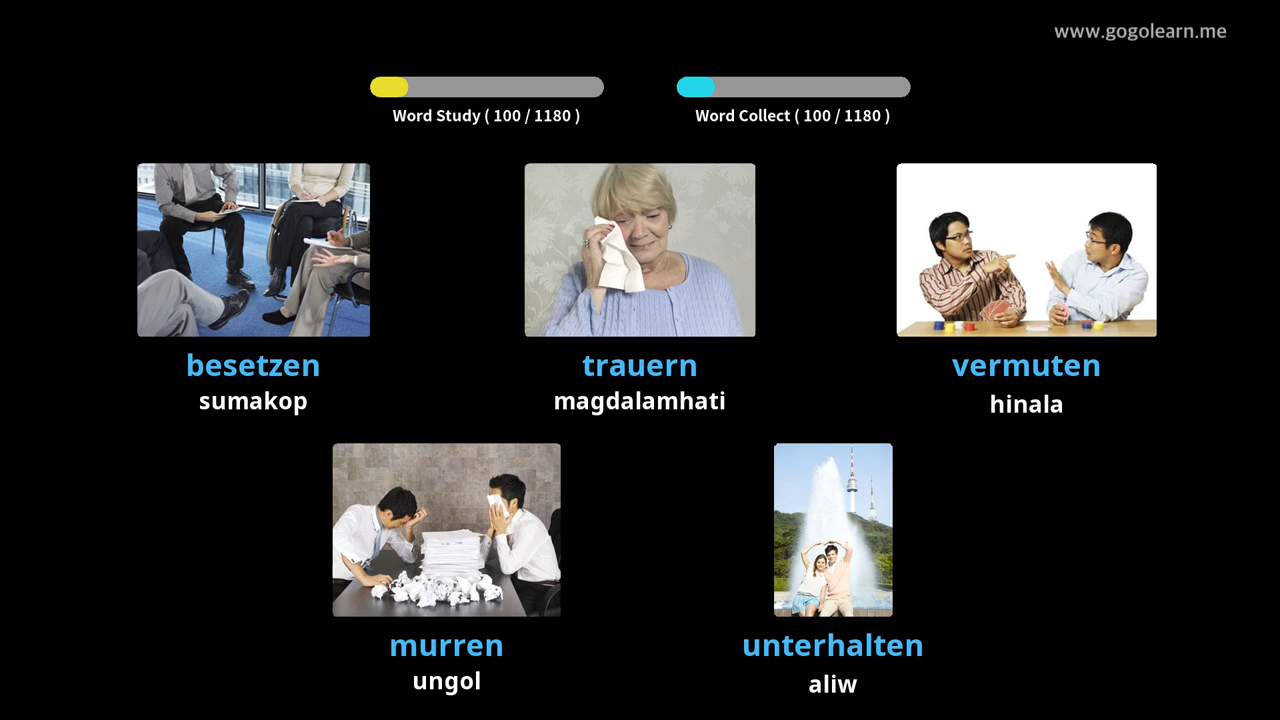 www.gogolearn.me
Word Study ( 100 / 1180 )
Word Collect ( 100 / 1180 )
besetzen
sumakop
trauern
magdalamhati
vermuten
hinala
murren
ungol
unterhalten
aliw